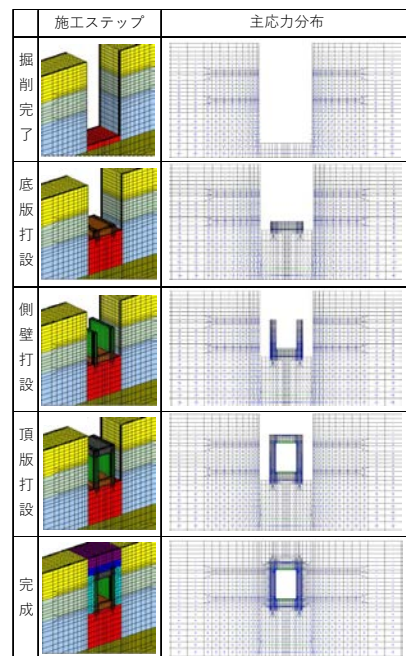 施工ステップ
主応力分布
掘削完了
底版打設
側壁打設
頂版打設
完成